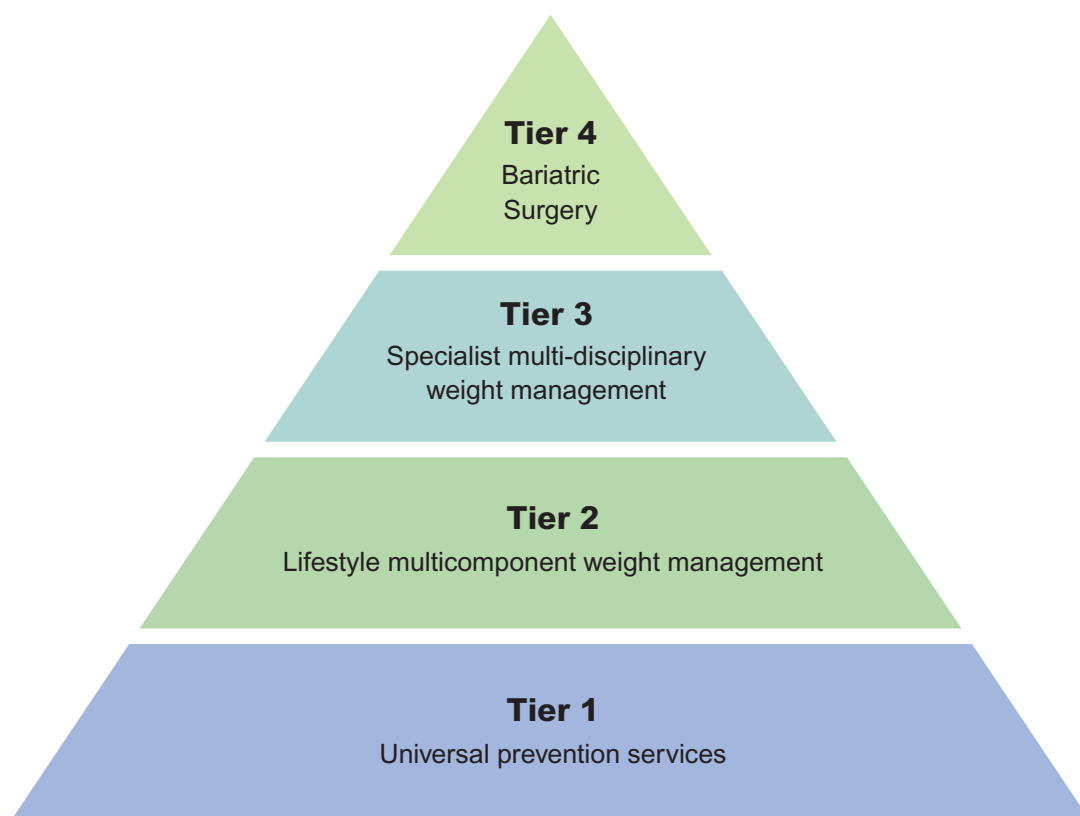 Tier 4
Bariatric
Surgery
Tier 3
Specialist multi-disciplinary
weight management
Tier 2
Lifestyle multicomponent weight management
Tier 1
Universal prevention services